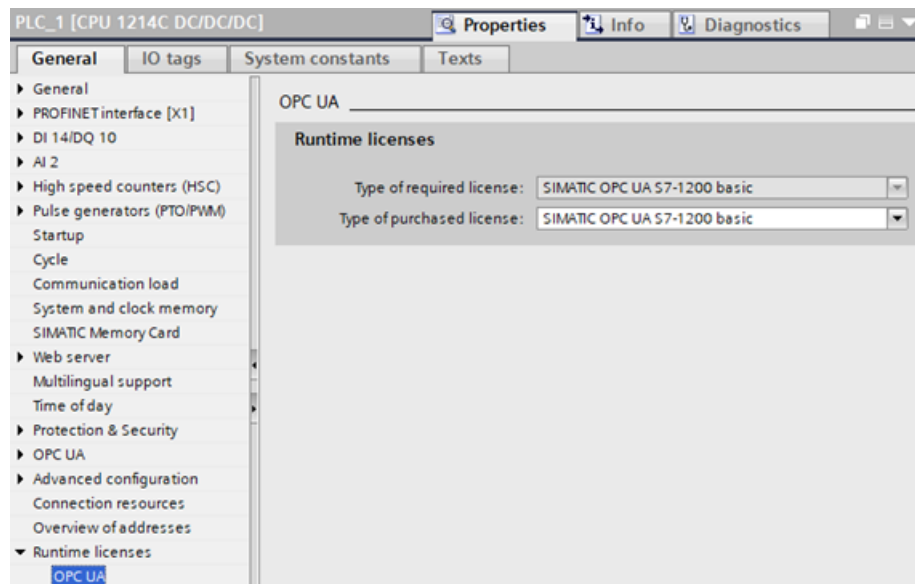 PLC_1 [CPU 1214C DC/DC/DC]
Properties
Info
Diagnostics
General
IO tags
System constants
Texts
General
PROFINET interface [X1]
DI 14/DQ 10
AI 2
High speed counters (HSC)
Pulse generators (PTO/PWM)
Startup
Cycle
Communication load
System and clock memory
SIMATIC Memory Card
Web server
Multilingual support
Time of day
Protection & Security
OPC UA
Advanced configuration
Connection resources
Overview of addresses
Runtime licenses
OPC UA
OPC UA
Runtime licenses
Type of required license: SIMATIC OPC UA S7-1200 basic
Type of purchased license: SIMATIC OPC UA S7-1200 basic